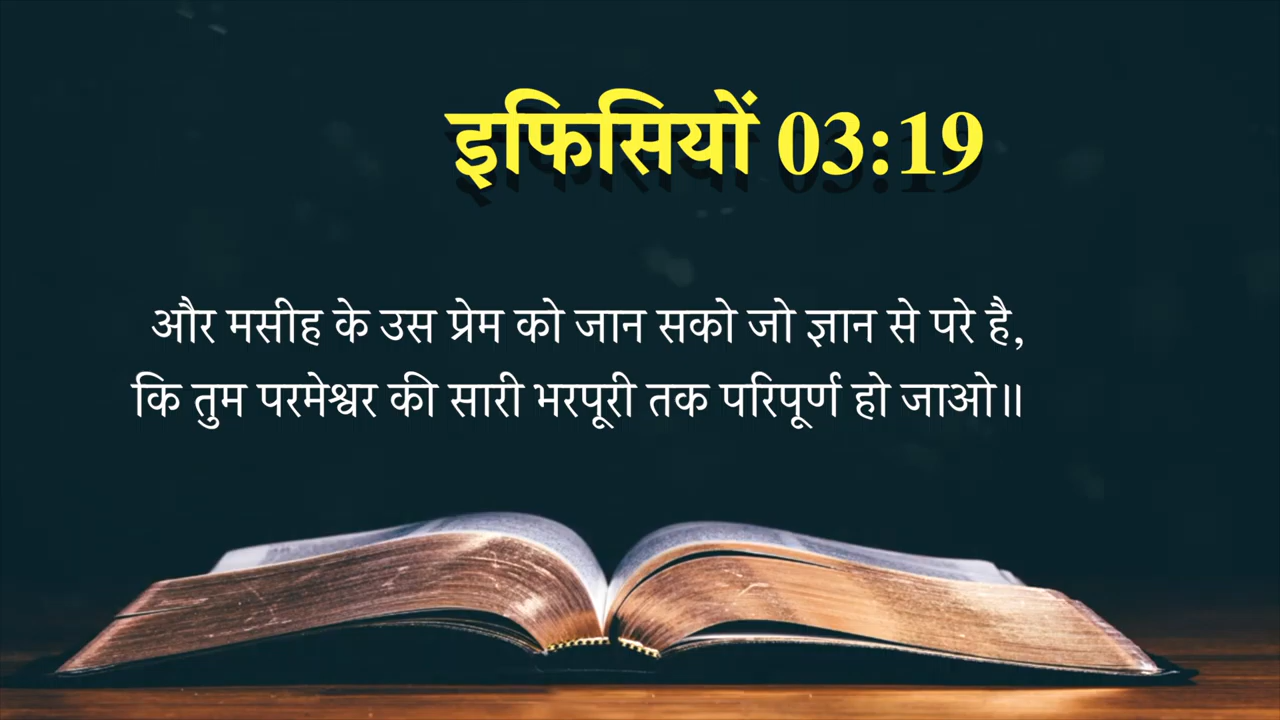 इफिसियों 03:19
और मसीह के उस प्रेम को जान सको जो ज्ञान से परे है,
कि तुम परमेश्वर की सारी भरपूरी तक परिपूर्ण हो जाओ॥